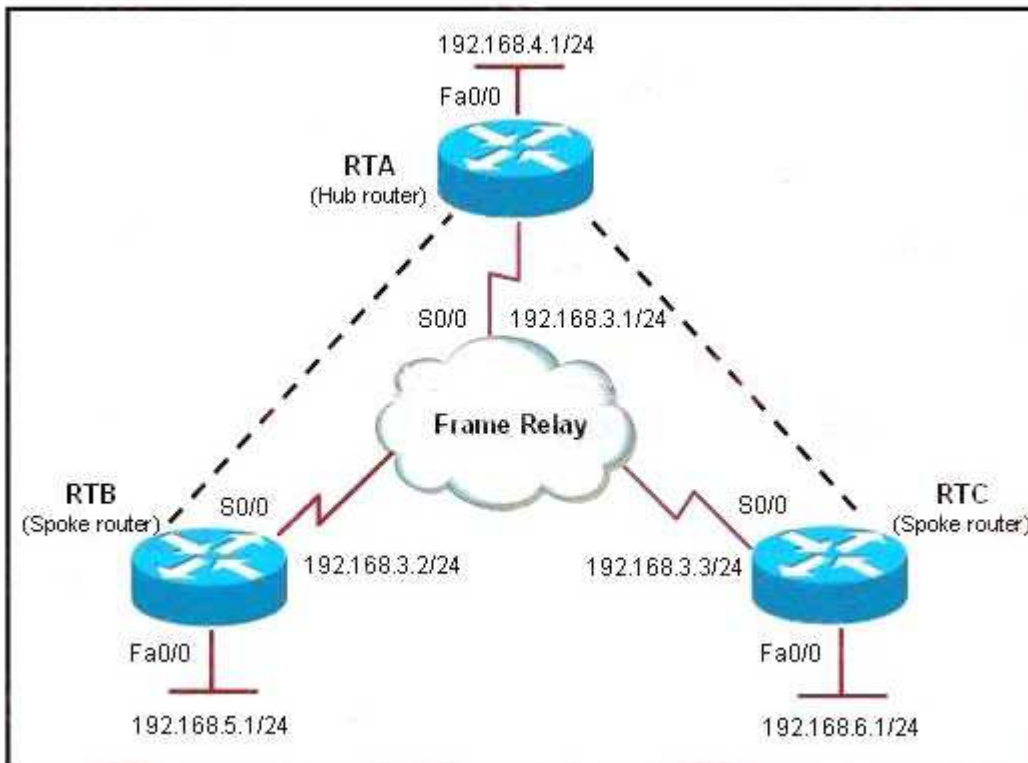 192.168.4.1/24
Fa0/0
RTA
(Hub router)
S0/0
192.168.3.1/24
Frame Relay
RTB
(Spoke router)
S0/0
192.168.3.2/24
Fa0/0
192.168.5.1/24
RTC
(Spoke router)
S0/0
192.168.3.3/24
Fa0/0
192.168.6.1/24